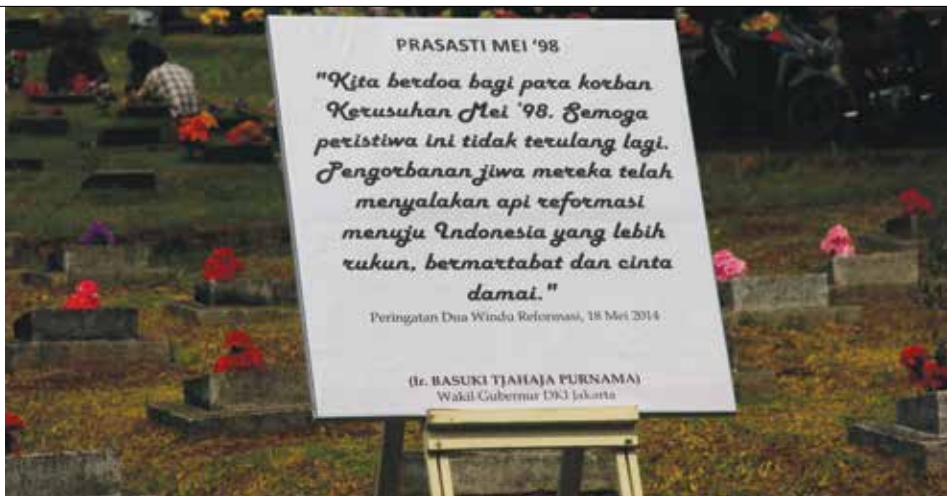 PRASASTI MEI '98
"Kita berdoa bagi para korban
Kerusuhan Mei '98. Semoga
peristiwa ini tidak terulang lagi.
Pengorbanan jiwa mereka telah
menyalakan api reformasi
menuju Indonesia yang lebih
rukun, bermartabat dan cinta
damai."
Peringatan Dua Windu Reformasi, 18 Mei 2014
(Ir. BASUKI TJAHAJA PURNAMA)
Wakil Gubernur DKI Jakarta